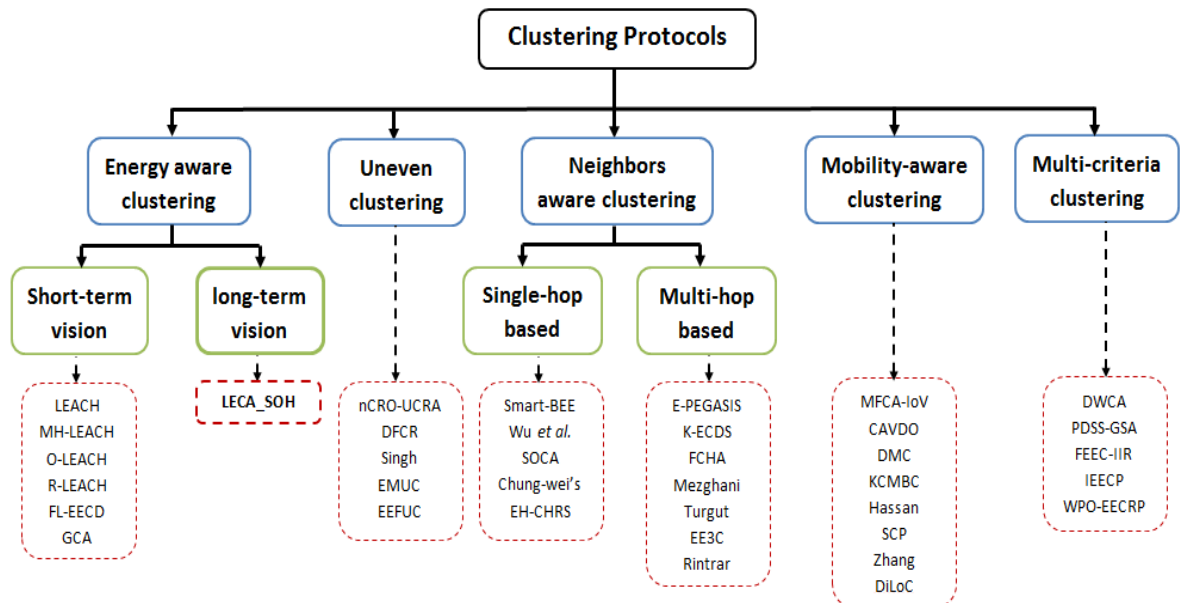 Clustering Protocols
Energy aware
clustering
Uneven
clustering
Neighbors
aware clustering
Mobility-aware
clustering
Multi-criteria
clustering
Short-term
vision
long-term
vision
Single-hop
based
Multi-hop
based
LEACH
MH-LEACH
O-LEACH
R-LEACH
FL-EECD
GCA
LECA_SOH
nCRO-UCRA
DFCR
Singh
EMUC
EEFUC
Smart-BEE
Wu et al.
SOCA
Chung-wei's
EH-CHRS
E-PEGASIS
K-ECDS
FCHA
Mezghani
Turgut
EE3C
Rintrar
MFCA-IoV
CAVDO
DMC
KCMBC
Hassan
SCP
Zhang
DiLoC
DWCA
PDSS-GSA
FEEC-IIR
IEECP
WPO-EECRP